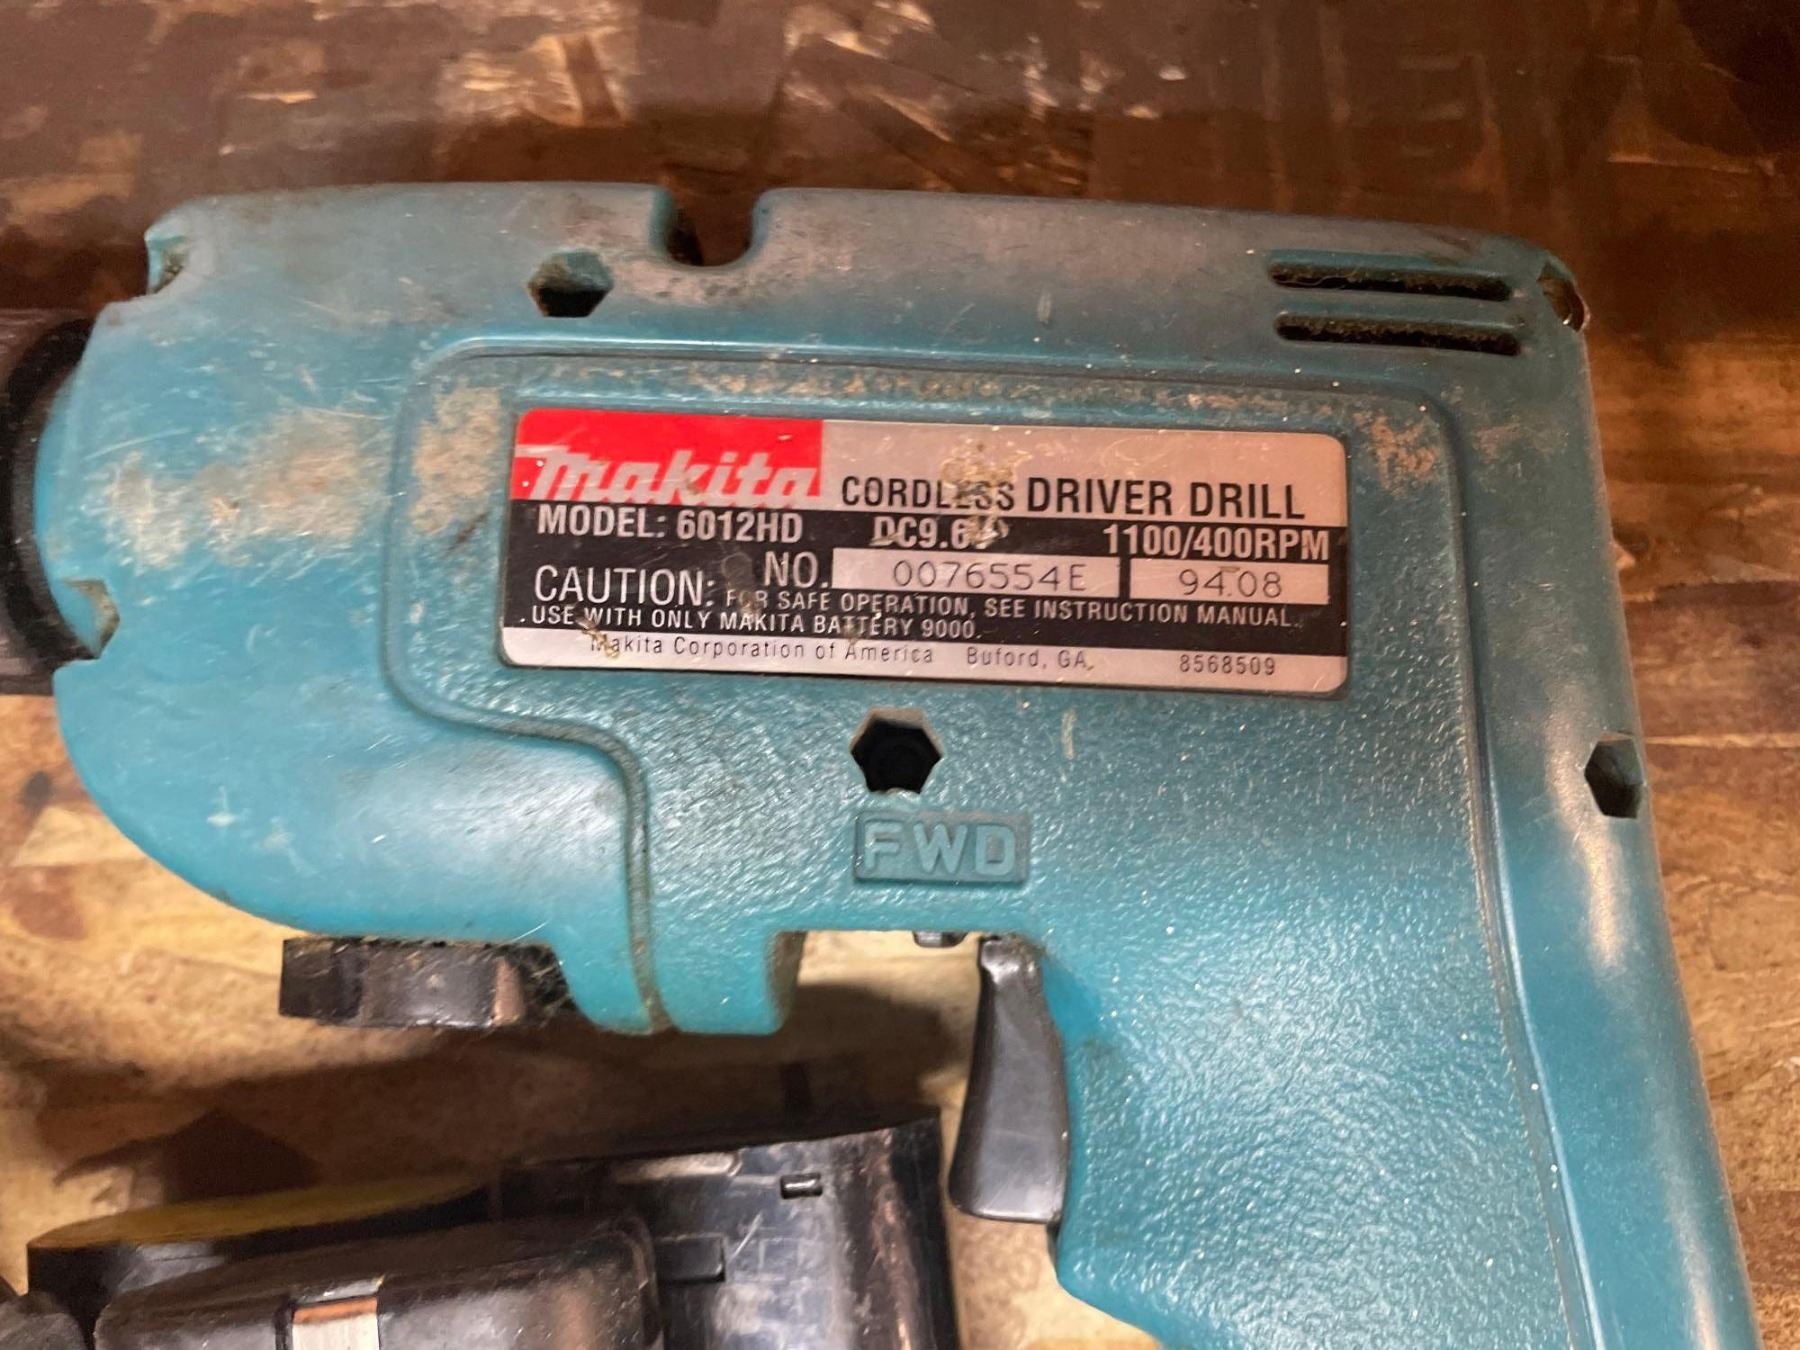 makita CORDLESS DRIVER DRILL
MODEL: 6012HD DC9.6V 1100/400RPM
NO. 0076554E 94.08
CAUTION: FOR SAFE OPERATION, SEE INSTRUCTION MANUAL.
USE WITH ONLY MAKITA BATTERY 9000.
Makita Corporation of America Buford, GA. 8568509
FWD